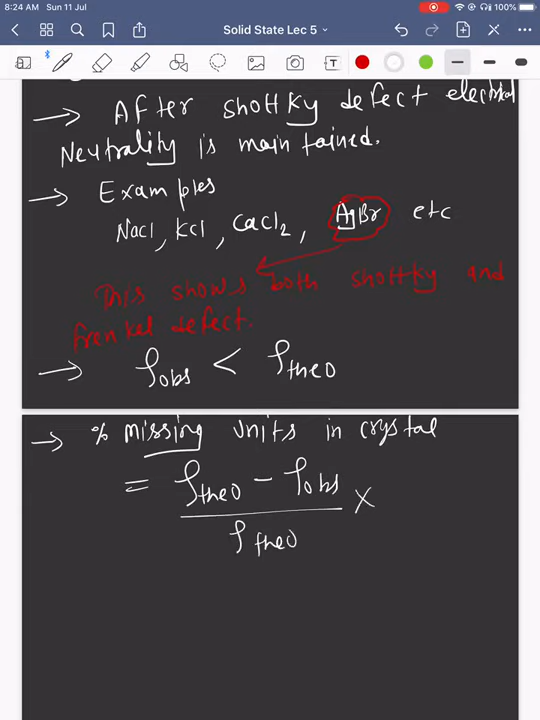 8:24 AM Sun 11 Jul 100%
Solid State Lec 5
T
→ After shottky defect electrical
Neutrality is maintained.
→ Examples
NaCl, KCl, CaCl2, AgBr etc
This shows both shottky and
frenkel defect.
→ ρobs < ρtheo
→ % missing units in crystal
= ρtheo - ρobs ×
ρtheo